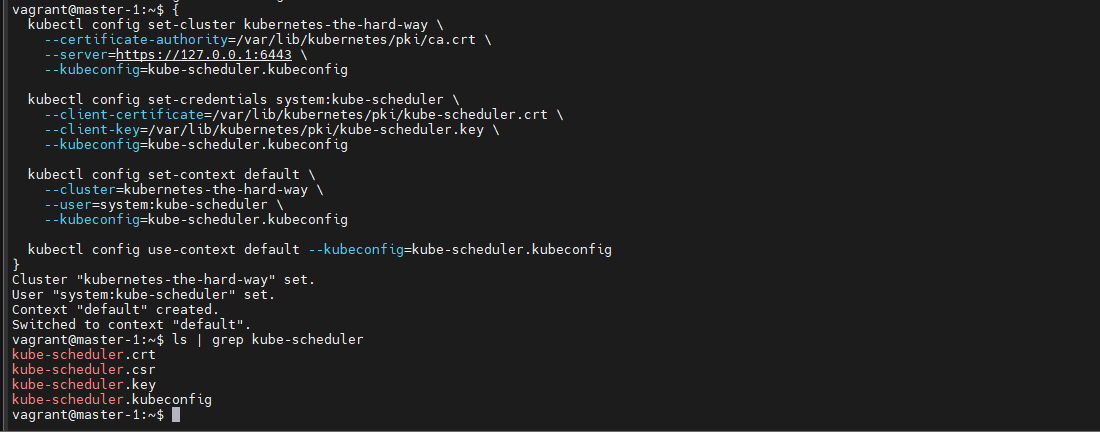 vagrant@master-1:~$ {
  kubectl config set-cluster kubernetes-the-hard-way \
    --certificate-authority=/var/lib/kubernetes/pki/ca.crt \
    --server=https://127.0.0.1:6443 \
    --kubeconfig=kube-scheduler.kubeconfig

  kubectl config set-credentials system:kube-scheduler \
    --client-certificate=/var/lib/kubernetes/pki/kube-scheduler.crt \
    --client-key=/var/lib/kubernetes/pki/kube-scheduler.key \
    --kubeconfig=kube-scheduler.kubeconfig

  kubectl config set-context default \
    --cluster=kubernetes-the-hard-way \
    --user=system:kube-scheduler \
    --kubeconfig=kube-scheduler.kubeconfig

  kubectl config use-context default --kubeconfig=kube-scheduler.kubeconfig
}
Cluster "kubernetes-the-hard-way" set.
User "system:kube-scheduler" set.
Context "default" created.
Switched to context "default".
vagrant@master-1:~$ ls | grep kube-scheduler
kube-scheduler.crt
kube-scheduler.csr
kube-scheduler.key
kube-scheduler.kubeconfig
vagrant@master-1:~$